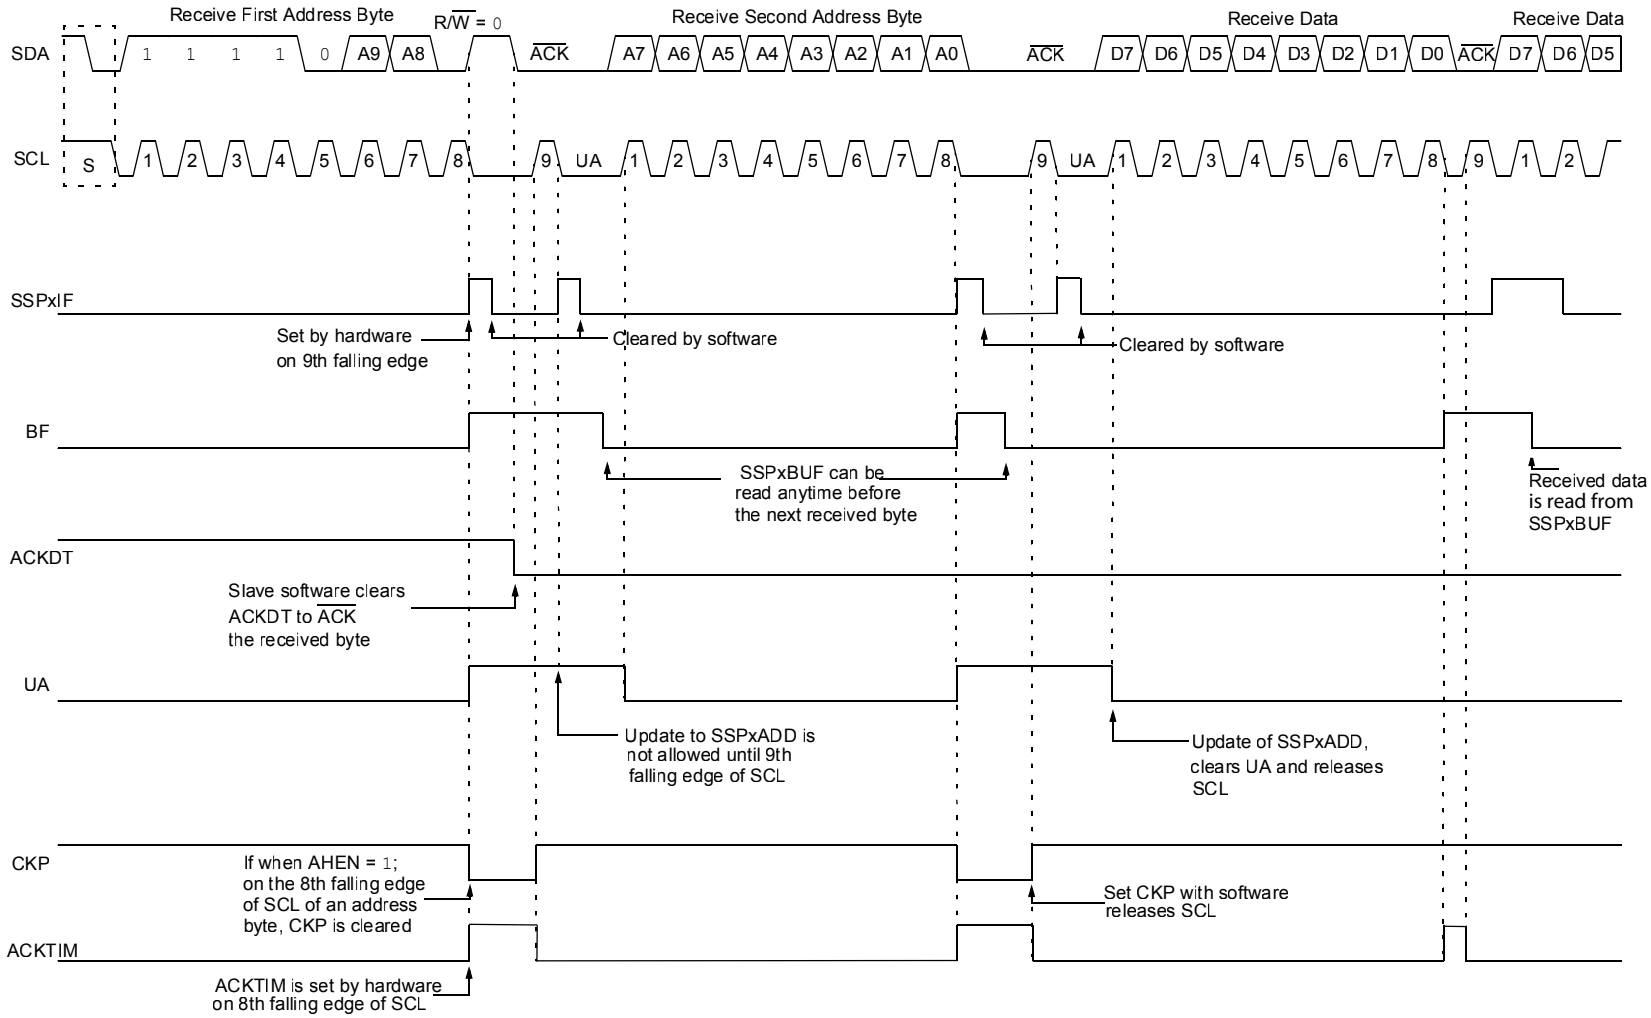 Receive First Address Byte
R/W = 0
Receive Second Address Byte
Receive Data
Receive Data
SDA
1 1 1 1 0 A9 A8 ACK A7 A6 A5 A4 A3 A2 A1 A0 ACK D7 D6 D5 D4 D3 D2 D1 D0 ACK D7 D6 D5
SCL
S 1 2 3 4 5 6 7 8 9 UA 1 2 3 4 5 6 7 8 9 UA 1 2 3 4 5 6 7 8 9 1 2
SSPxIF
Set by hardware
on 9th falling edge
Cleared by software
Cleared by software
BF
SSPxBUF can be
read anytime before
the next received byte
Received data
is read from
SSPxBUF
ACKDT
Slave software clears
ACKDT to ACK
the received byte
UA
Update to SSPxADD is
not allowed until 9th
falling edge of SCL
Update of SSPxADD,
clears UA and releases
SCL
CKP
If when AHEN = 1;
on the 8th falling edge
of SCL of an address
byte, CKP is cleared
Set CKP with software
releases SCL
ACKTIM
ACKTIM is set by hardware
on 8th falling edge of SCL